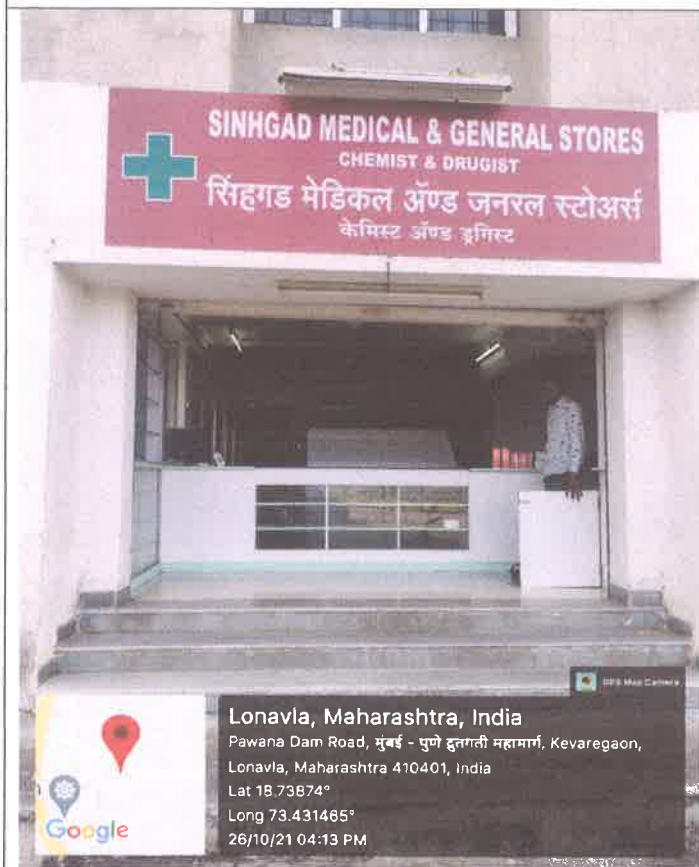 SINHGAD MEDICAL & GENERAL STORES
CHEMIST & DRUGIST
सिंहगड मेडिकल ॲण्ड जनरल स्टोअर्स
केमिस्ट ॲण्ड ड्रगिस्ट
GPS Map Camera
Lonavla, Maharashtra, India
Pawana Dam Road, मुंबई - पुणे द्रुतगती महामार्ग, Kevaregaon,
Lonavla, Maharashtra 410401, India
Lat 18.73874°
Long 73.431465°
26/10/21 04:13 PM
Google